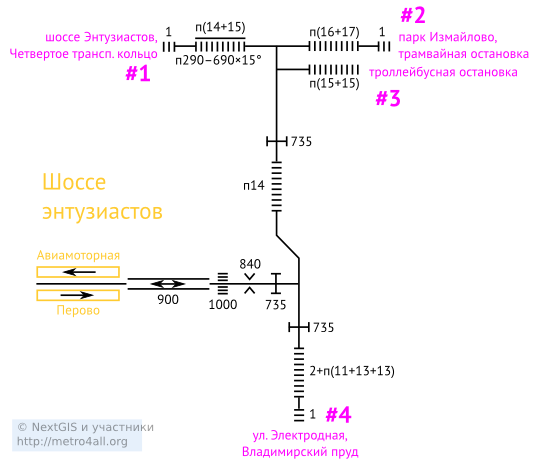 #2
шоссе Энтузиастов,
Четвертое трансп. кольцо
#1
1
п(14+15)
п290–690×15°
п(16+17)
1
парк Измайлово,
трамвайная остановка
троллейбусная остановка
п(15+15)
#3
735
п14
Шоссе
энтузиастов
Авиамоторная
Перово
900
1000
840
735
735
2+п(11+13+13)
1
#4
ул. Электродная,
Владимирский пруд
© NextGIS и участники
http://metro4all.org